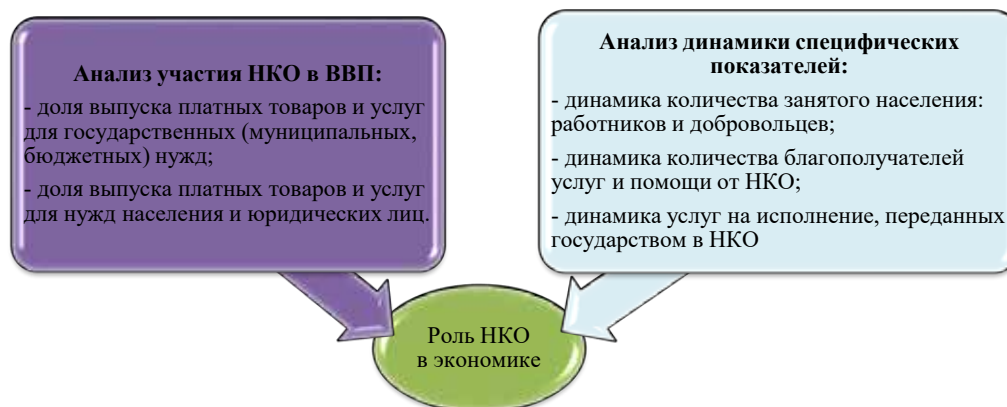 Анализ участия НКО в ВВП:
- доля выпуска платных товаров и услуг
для государственных (муниципальных,
бюджетных) нужд;
- доля выпуска платных товаров и услуг
для нужд населения и юридических лиц.
Анализ динамики специфических
показателей:
- динамика количества занятого населения:
работников и добровольцев;
- динамика количества благополучателей
услуг и помощи от НКО;
- динамика услуг на исполнение, переданных
государством в НКО
Роль НКО
в экономике